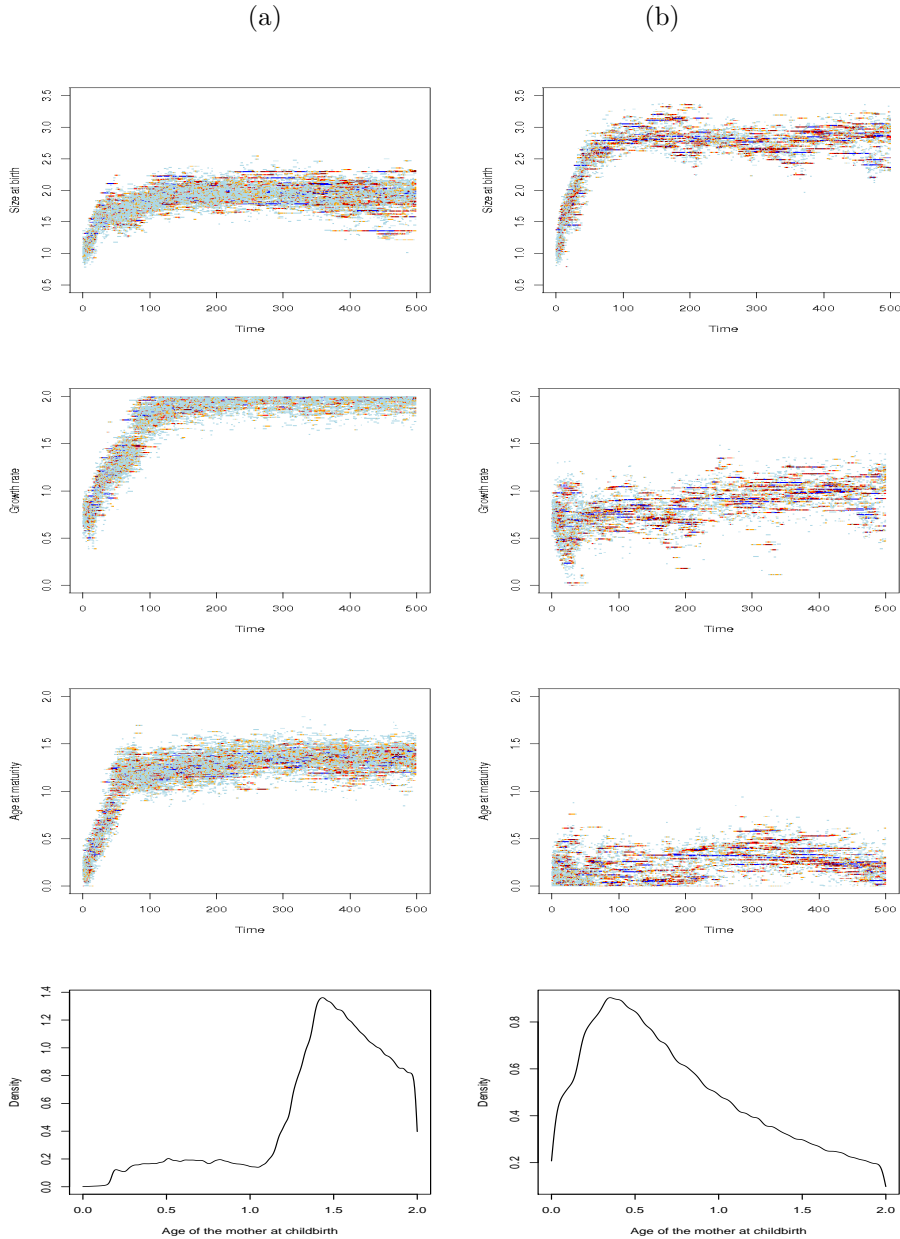 (a)
(b)
3.5
3.0
2.5
2.0
1.5
1.0
0.5
Size at birth
0 100 200 300 400 500
Time
3.5
3.0
2.5
2.0
1.5
1.0
0.5
Size at birth
0 100 200 300 400 500
Time
2.0
1.5
1.0
0.5
0.0
Growth rate
0 100 200 300 400 500
Time
2.0
1.5
1.0
0.5
0.0
Growth rate
0 100 200 300 400 500
Time
2.0
1.5
1.0
0.5
0.0
Age at maturity
0 100 200 300 400 500
Time
2.0
1.5
1.0
0.5
0.0
Age at maturity
0 100 200 300 400 500
Time
1.4
1.2
1.0
0.8
0.6
0.4
0.2
0.0
Density
0.0 0.5 1.0 1.5 2.0
Age of the mother at childbirth
0.8
0.6
0.4
0.2
Density
0.0 0.5 1.0 1.5 2.0
Age of the mother at childbirth